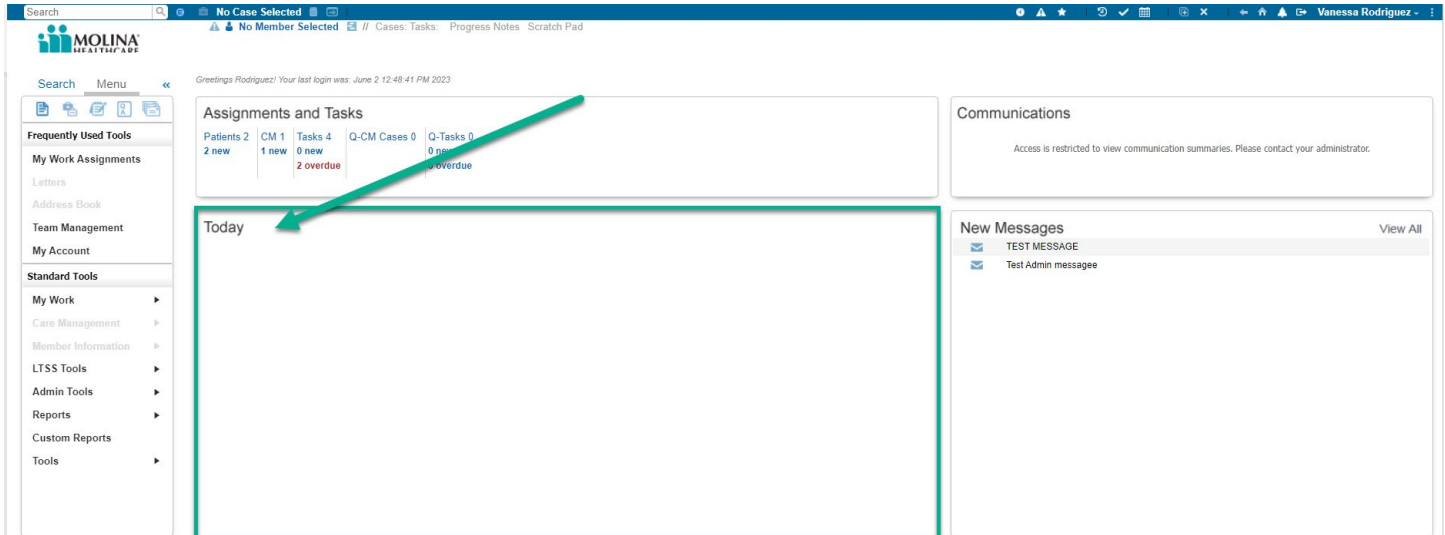 Search No Case Selected Vanessa Rodriguez
No Member Selected // Cases: Tasks: Progress Notes Scratch Pad
MOLINA
HEALTHCARE
Search Menu «
Greetings Rodriguez! Your last login was: June 2 12:48:41 PM 2023
Frequently Used Tools
My Work Assignments
Letters
Address Book
Team Management
My Account
Standard Tools
My Work
Care Management
Member Information
LTSS Tools
Admin Tools
Reports
Custom Reports
Tools
Assignments and Tasks
Patients 2 CM 1 Tasks 4 Q-CM Cases 0 Q-Tasks 0
2 new 1 new 0 new 0 new
2 overdue 0 overdue
Communications
Access is restricted to view communication summaries. Please contact your administrator.
Today
New Messages View All
TEST MESSAGE
Test Admin messagee